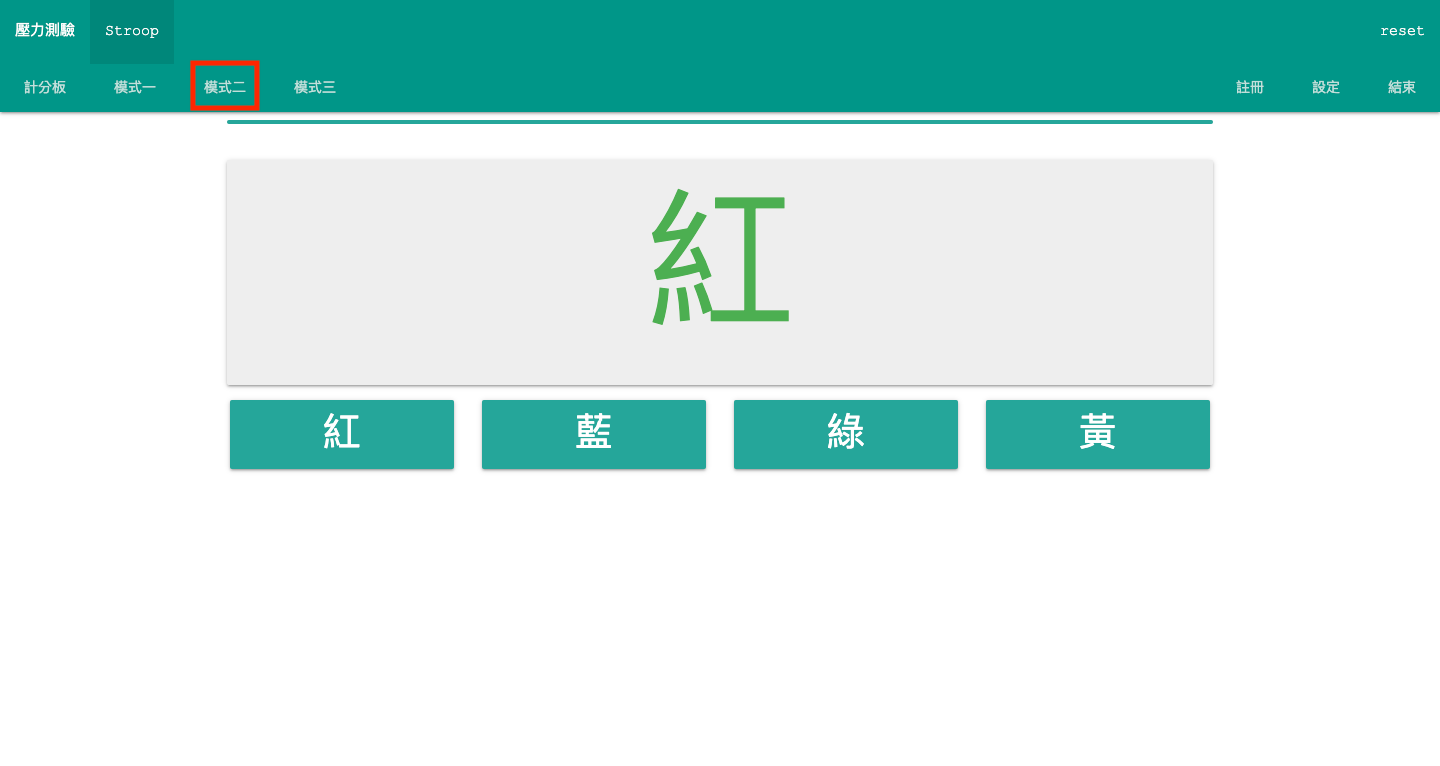 壓力測驗 Stroop reset
計分板 模式一 模式二 模式三 註冊 設定 結束
紅
紅 藍 綠 黃